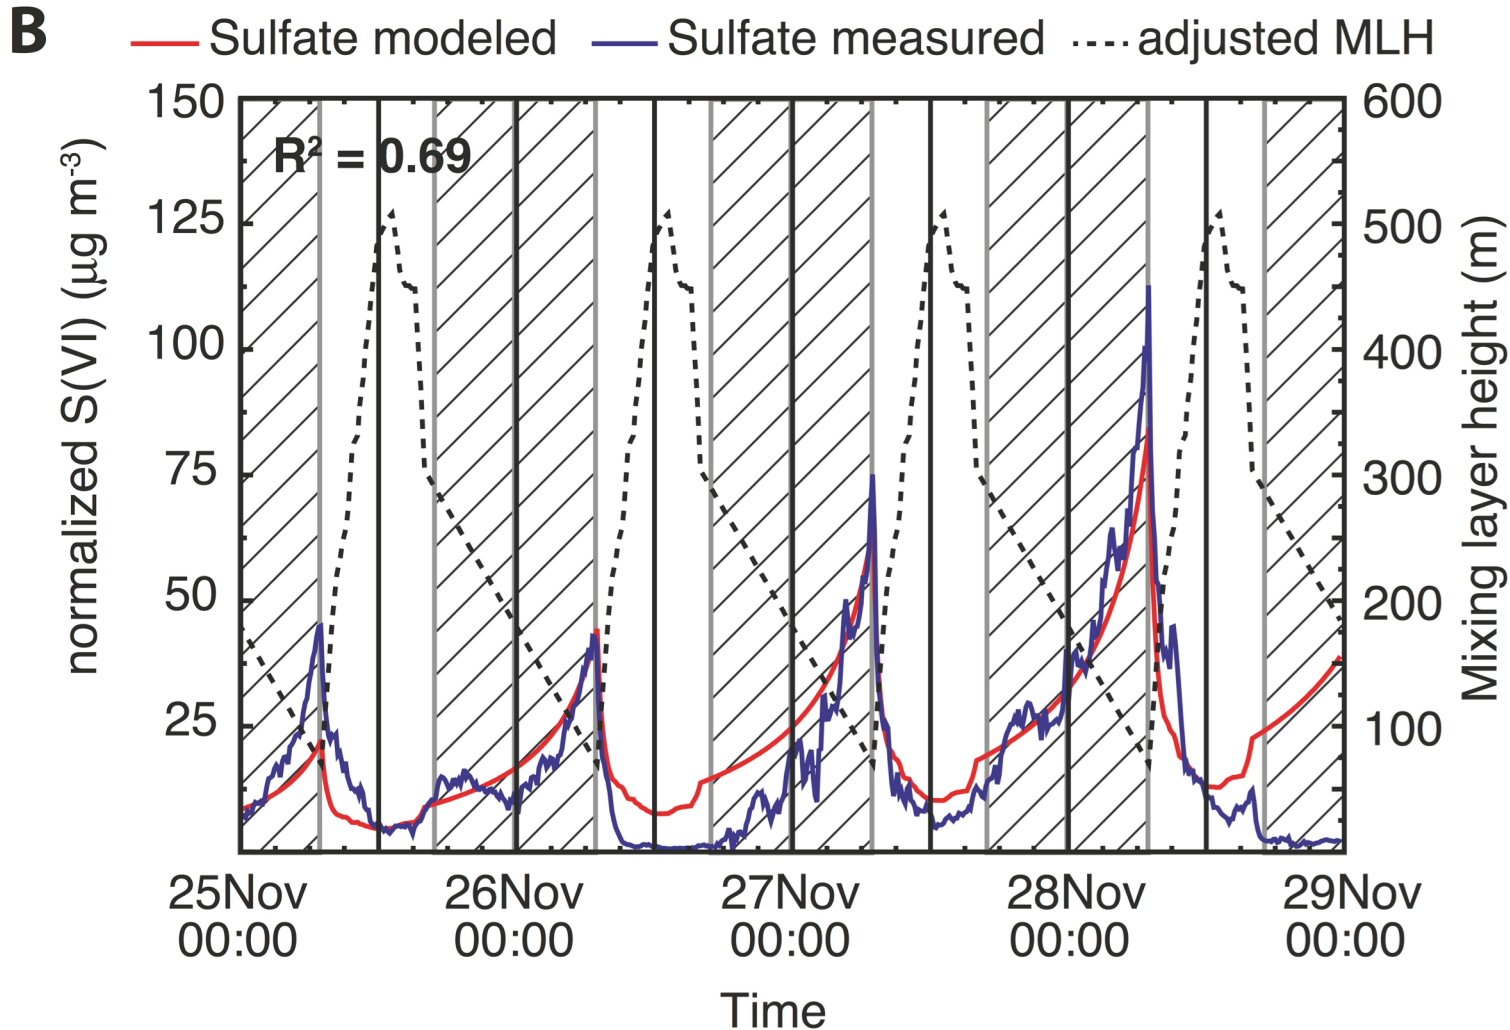 B
Sulfate modeled Sulfate measured adjusted MLH
150 600
R² = 0.69
125 500
100 400
75 300
50 200
25 100
normalized S(VI) (µg m⁻³)
Mixing layer height (m)
25Nov 26Nov 27Nov 28Nov 29Nov
00:00 00:00 00:00 00:00 00:00
Time